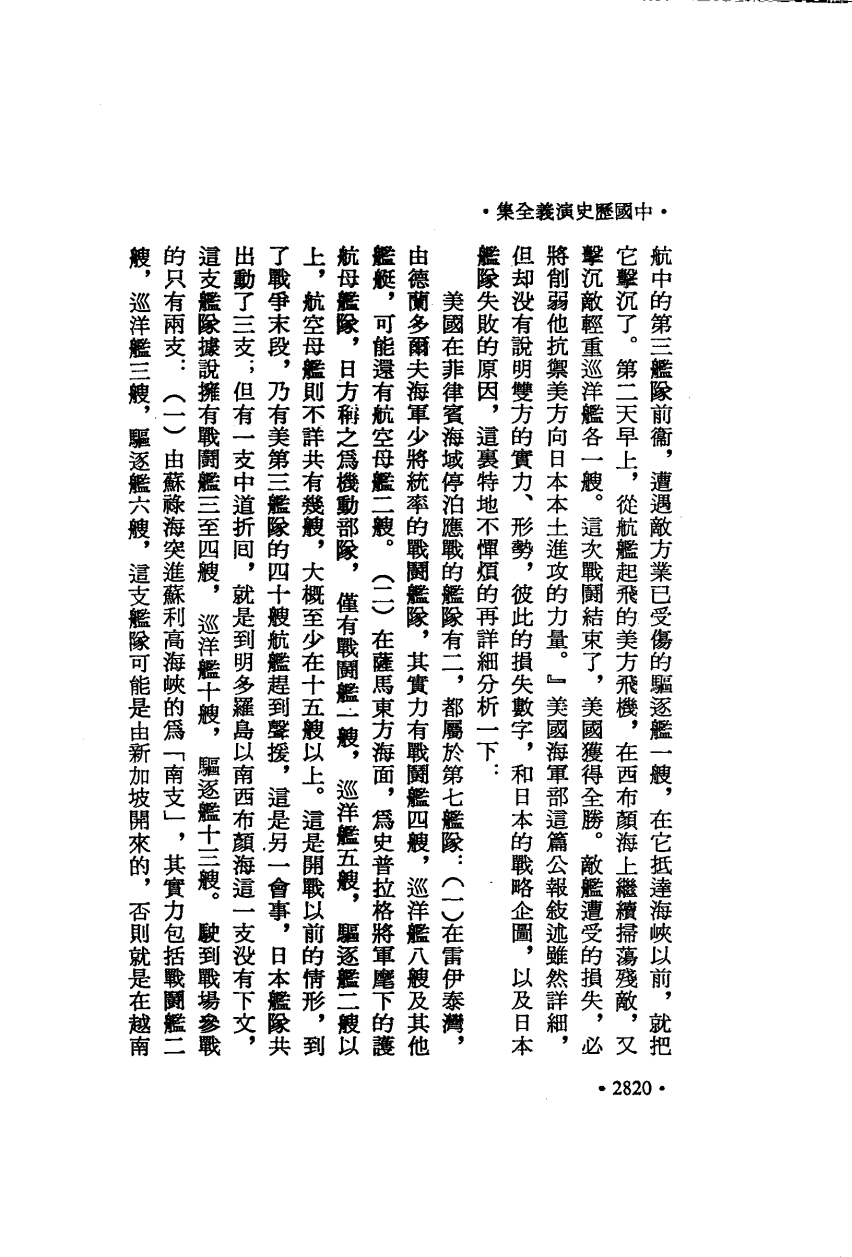 •中國歷史演義全集•
航中的第三艦隊前衞，遭遇敵方業已受傷的驅逐艦一艘，在它抵達海峽以前，就把
它擊沉了。第二天早上，從航艦起飛的美方飛機，在西布顏海上繼續掃蕩殘敵，又
擊沉敵輕重巡洋艦各一艘。這次戰鬪結束了，美國獲得全勝。敵艦遭受的損失，必
將削弱他抗禦美方向日本本土進攻的力量。』美國海軍部這篇公報敍述雖然詳細，
但却没有說明雙方的實力、形勢，彼此的損失數字，和日本的戰略企圖，以及日本
艦隊失敗的原因，這裏特地不憚煩的再詳細分析一下：
美國在菲律賓海域停泊應戰的艦隊有二，都屬於第七艦隊：（一）在雷伊泰灣，
由德蘭多爾夫海軍少將統率的戰鬪艦隊，其實力有戰鬪艦四艘，巡洋艦八艘及其他
艦艇，可能還有航空母艦二艘。（二）在薩馬東方海面，爲史普拉格將軍麾下的護
航母艦隊，日方稱之爲機動部隊，僅有戰鬪艦一艘，巡洋艦五艘，驅逐艦二艘以
上，航空母艦則不詳共有幾艘，大概至少在十五艘以上。這是開戰以前的情形，到
了戰爭末段，乃有美第三艦隊的四十艘航艦趕到聲援，這是另一會事，日本艦隊共
出動了三支；但有一支中道折囘，就是到明多羅島以南西布顏海這一支没有下文，
這支艦隊據說擁有戰鬪艦三至四艘，巡洋艦十艘，驅逐艦十三艘。駛到戰場參戰
的只有兩支：（一）由蘇祿海突進蘇利高海峽的爲「南支」，其實力包括戰鬪艦二
艘，巡洋艦三艘，驅逐艦六艘，這支艦隊可能是由新加坡開來的，否則就是在越南
•2820•